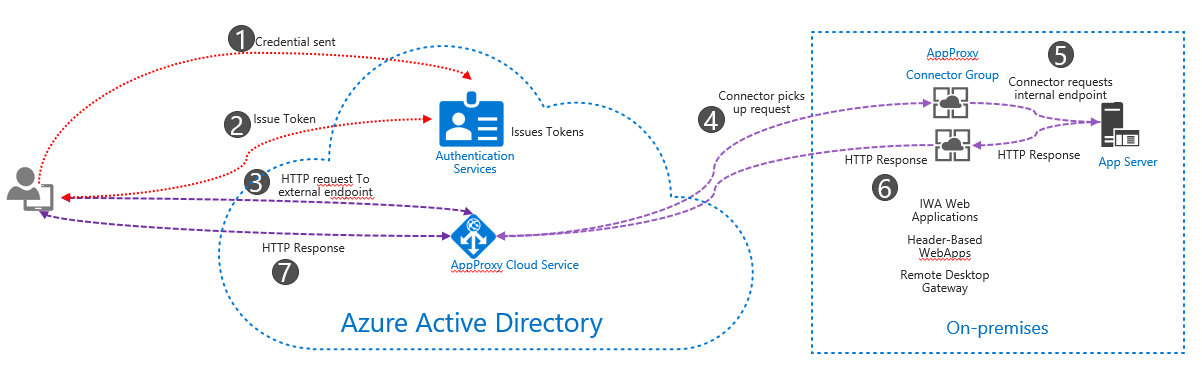 1
Credential sent
2
Issue Token
Issues Tokens
Authentication
Services
3
HTTP request To
external endpoint
HTTP Response
7
AppProxy Cloud Service
Azure Active Directory
4
Connector picks
up request
AppProxy
Connector Group
5
Connector requests
internal endpoint
App Server
HTTP Response
HTTP Response
6
IWA Web
Applications
Header-Based
WebApps
Remote Desktop
Gateway
On-premises